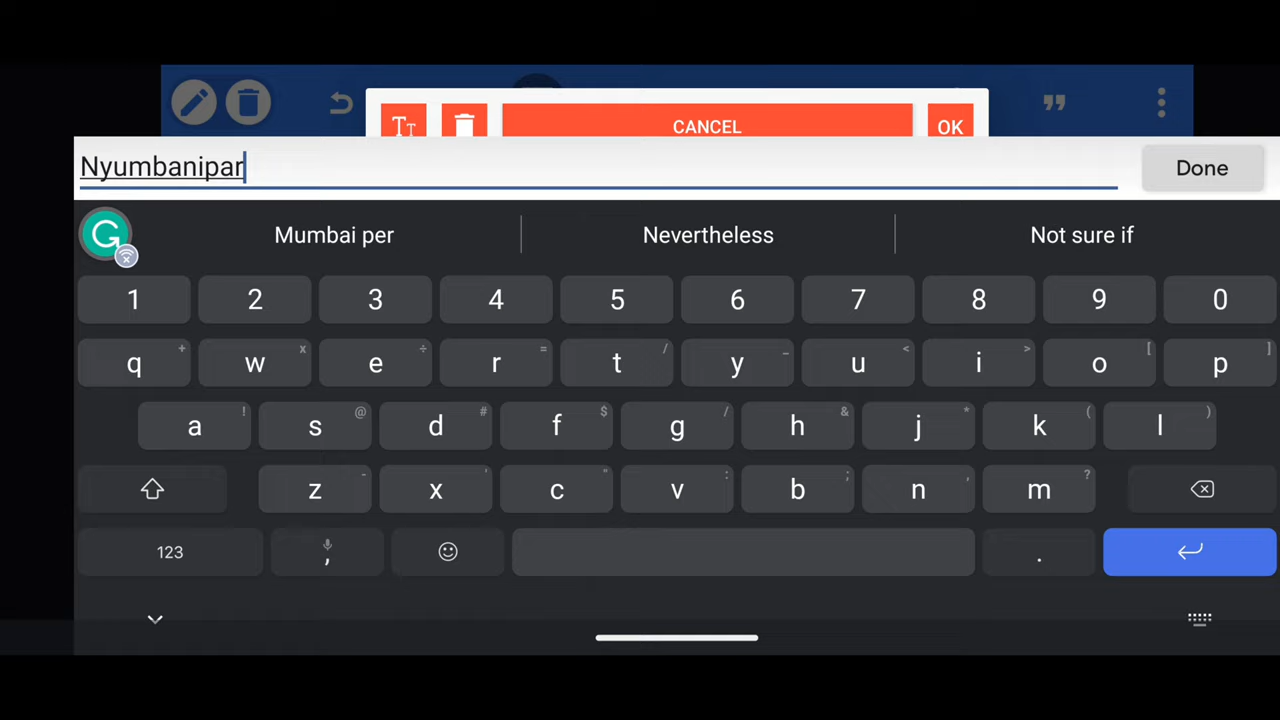 TT
CANCEL
OK
Nyumbanipar
Done
G
Mumbai per
Nevertheless
Not sure if
1 2 3 4 5 6 7 8 9 0
q + w x e ÷ r = t / y _ u < i > o [ p ]
a ! s @ d # f $ g / h & j * k ( l )
z - x ' c " v : b ; n , m ?
123 , .